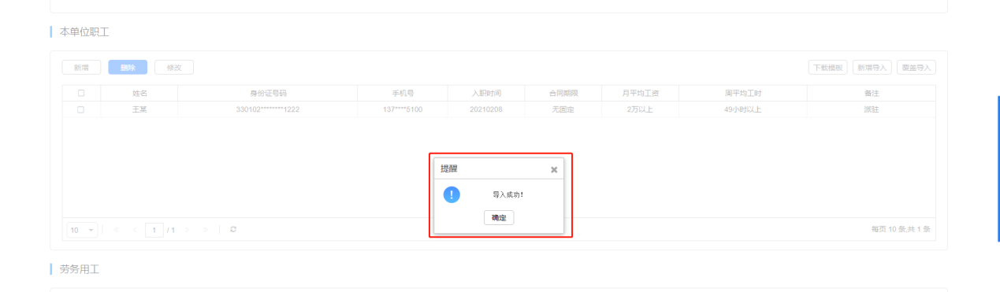 本单位职工
新增 删除 修改 下载模版 新增导入 覆盖导入
姓名 身份证号码 手机号 入职时间 合同期限 月平均工资 周平均工时 备注
王某 330102********1222 137****5100 20210208 无固定 2万以上 49小时以上 派驻
提醒
导入成功!
确定
10 1 / 1 每页 10 条,共 1 条
劳务用工